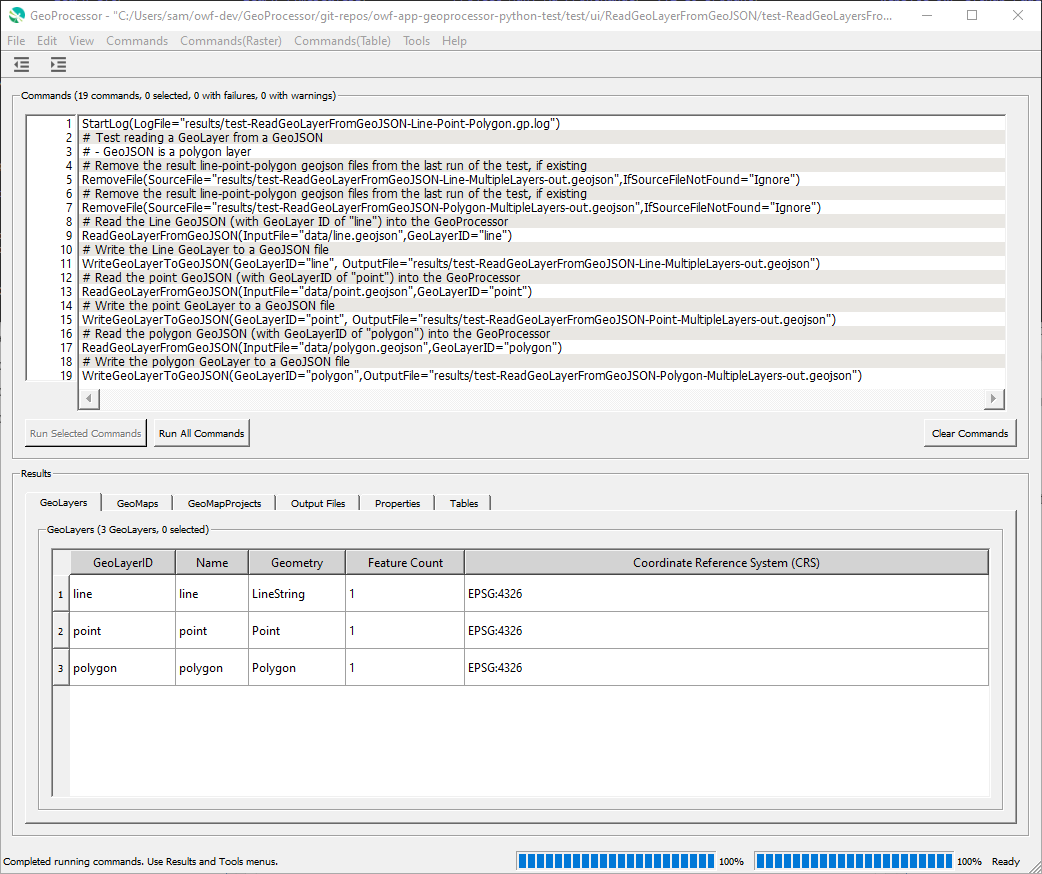 GeoProcessor - "C:/Users/sam/owf-dev/GeoProcessor/git-repos/owf-app-geoprocessor-python-test/test/ui/ReadGeoLayerFromGeoJSON/test-ReadGeoLayersFro...
File Edit View Commands Commands(Raster) Commands(Table) Tools Help
Commands (19 commands, 0 selected, 0 with failures, 0 with warnings)
1 StartLog(LogFile="results/test-ReadGeoLayerFromGeoJSON-Line-Point-Polygon.gp.log")
2 # Test reading a GeoLayer from a GeoJSON
3 # - GeoJSON is a polygon layer
4 # Remove the result line-point-polygon geojson files from the last run of the test, if existing
5 RemoveFile(SourceFile="results/test-ReadGeoLayerFromGeoJSON-Line-MultipleLayers-out.geojson",IfSourceFileNotFound="Ignore")
6 # Remove the result line-point-polygon geojson files from the last run of the test, if existing
7 RemoveFile(SourceFile="results/test-ReadGeoLayerFromGeoJSON-Polygon-MultipleLayers-out.geojson",IfSourceFileNotFound="Ignore")
8 # Read the Line GeoJSON (with GeoLayer ID of "line") into the GeoProcessor
9 ReadGeoLayerFromGeoJSON(InputFile="data/line.geojson",GeoLayerID="line")
10 # Write the Line GeoLayer to a GeoJSON file
11 WriteGeoLayerToGeoJSON(GeoLayerID="line", OutputFile="results/test-ReadGeoLayerFromGeoJSON-Line-MultipleLayers-out.geojson")
12 # Read the point GeoJSON (with GeoLayerID of "point") into the GeoProcessor
13 ReadGeoLayerFromGeoJSON(InputFile="data/point.geojson",GeoLayerID="point")
14 # Write the point GeoLayer to a GeoJSON file
15 WriteGeoLayerToGeoJSON(GeoLayerID="point", OutputFile="results/test-ReadGeoLayerFromGeoJSON-Point-MultipleLayers-out.geojson")
16 # Read the polygon GeoJSON (with GeoLayerID of "polygon") into the GeoProcessor
17 ReadGeoLayerFromGeoJSON(InputFile="data/polygon.geojson",GeoLayerID="polygon")
18 # Write the polygon GeoLayer to a GeoJSON file
19 WriteGeoLayerToGeoJSON(GeoLayerID="polygon",OutputFile="results/test-ReadGeoLayerFromGeoJSON-Polygon-MultipleLayers-out.geojson")
Run Selected Commands Run All Commands Clear Commands
Results
GeoLayers GeoMaps GeoMapProjects Output Files Properties Tables
GeoLayers (3 GeoLayers, 0 selected)
GeoLayerID Name Geometry Feature Count Coordinate Reference System (CRS)
1 line line LineString 1 EPSG:4326
2 point point Point 1 EPSG:4326
3 polygon polygon Polygon 1 EPSG:4326
Completed running commands. Use Results and Tools menus. 100% 100% Ready